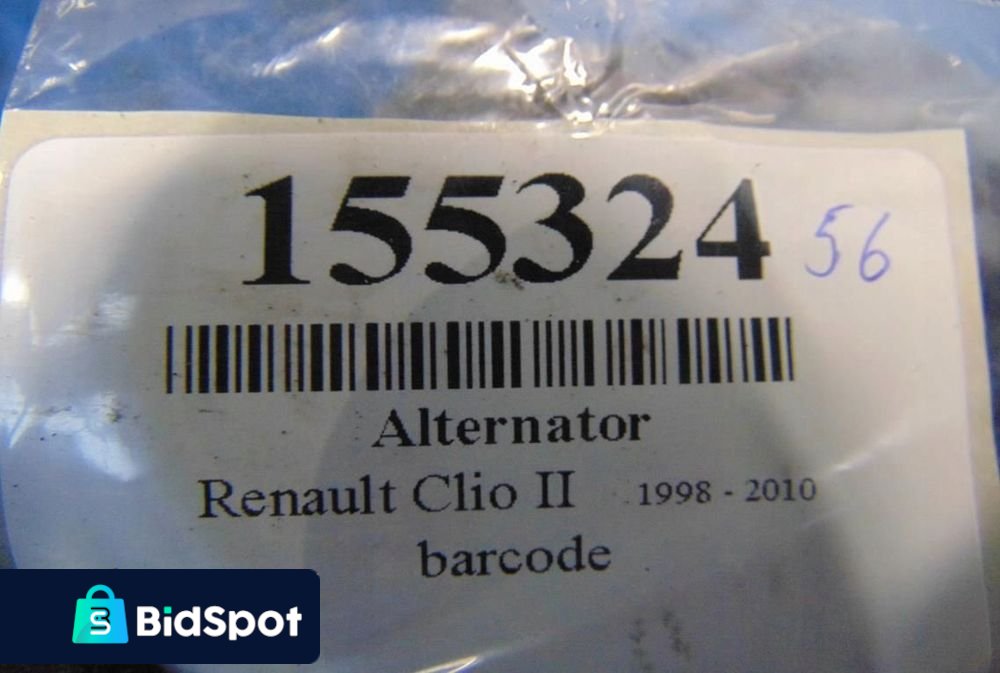 155324 56
Alternator
Renault Clio II 1998 - 2010
barcode
BidSpot